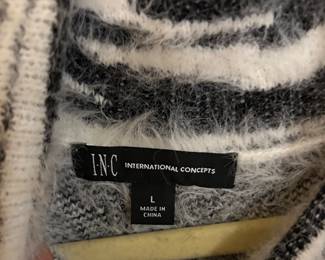 I·N·C INTERNATIONAL CONCEPTS
L
MADE IN
CHINA